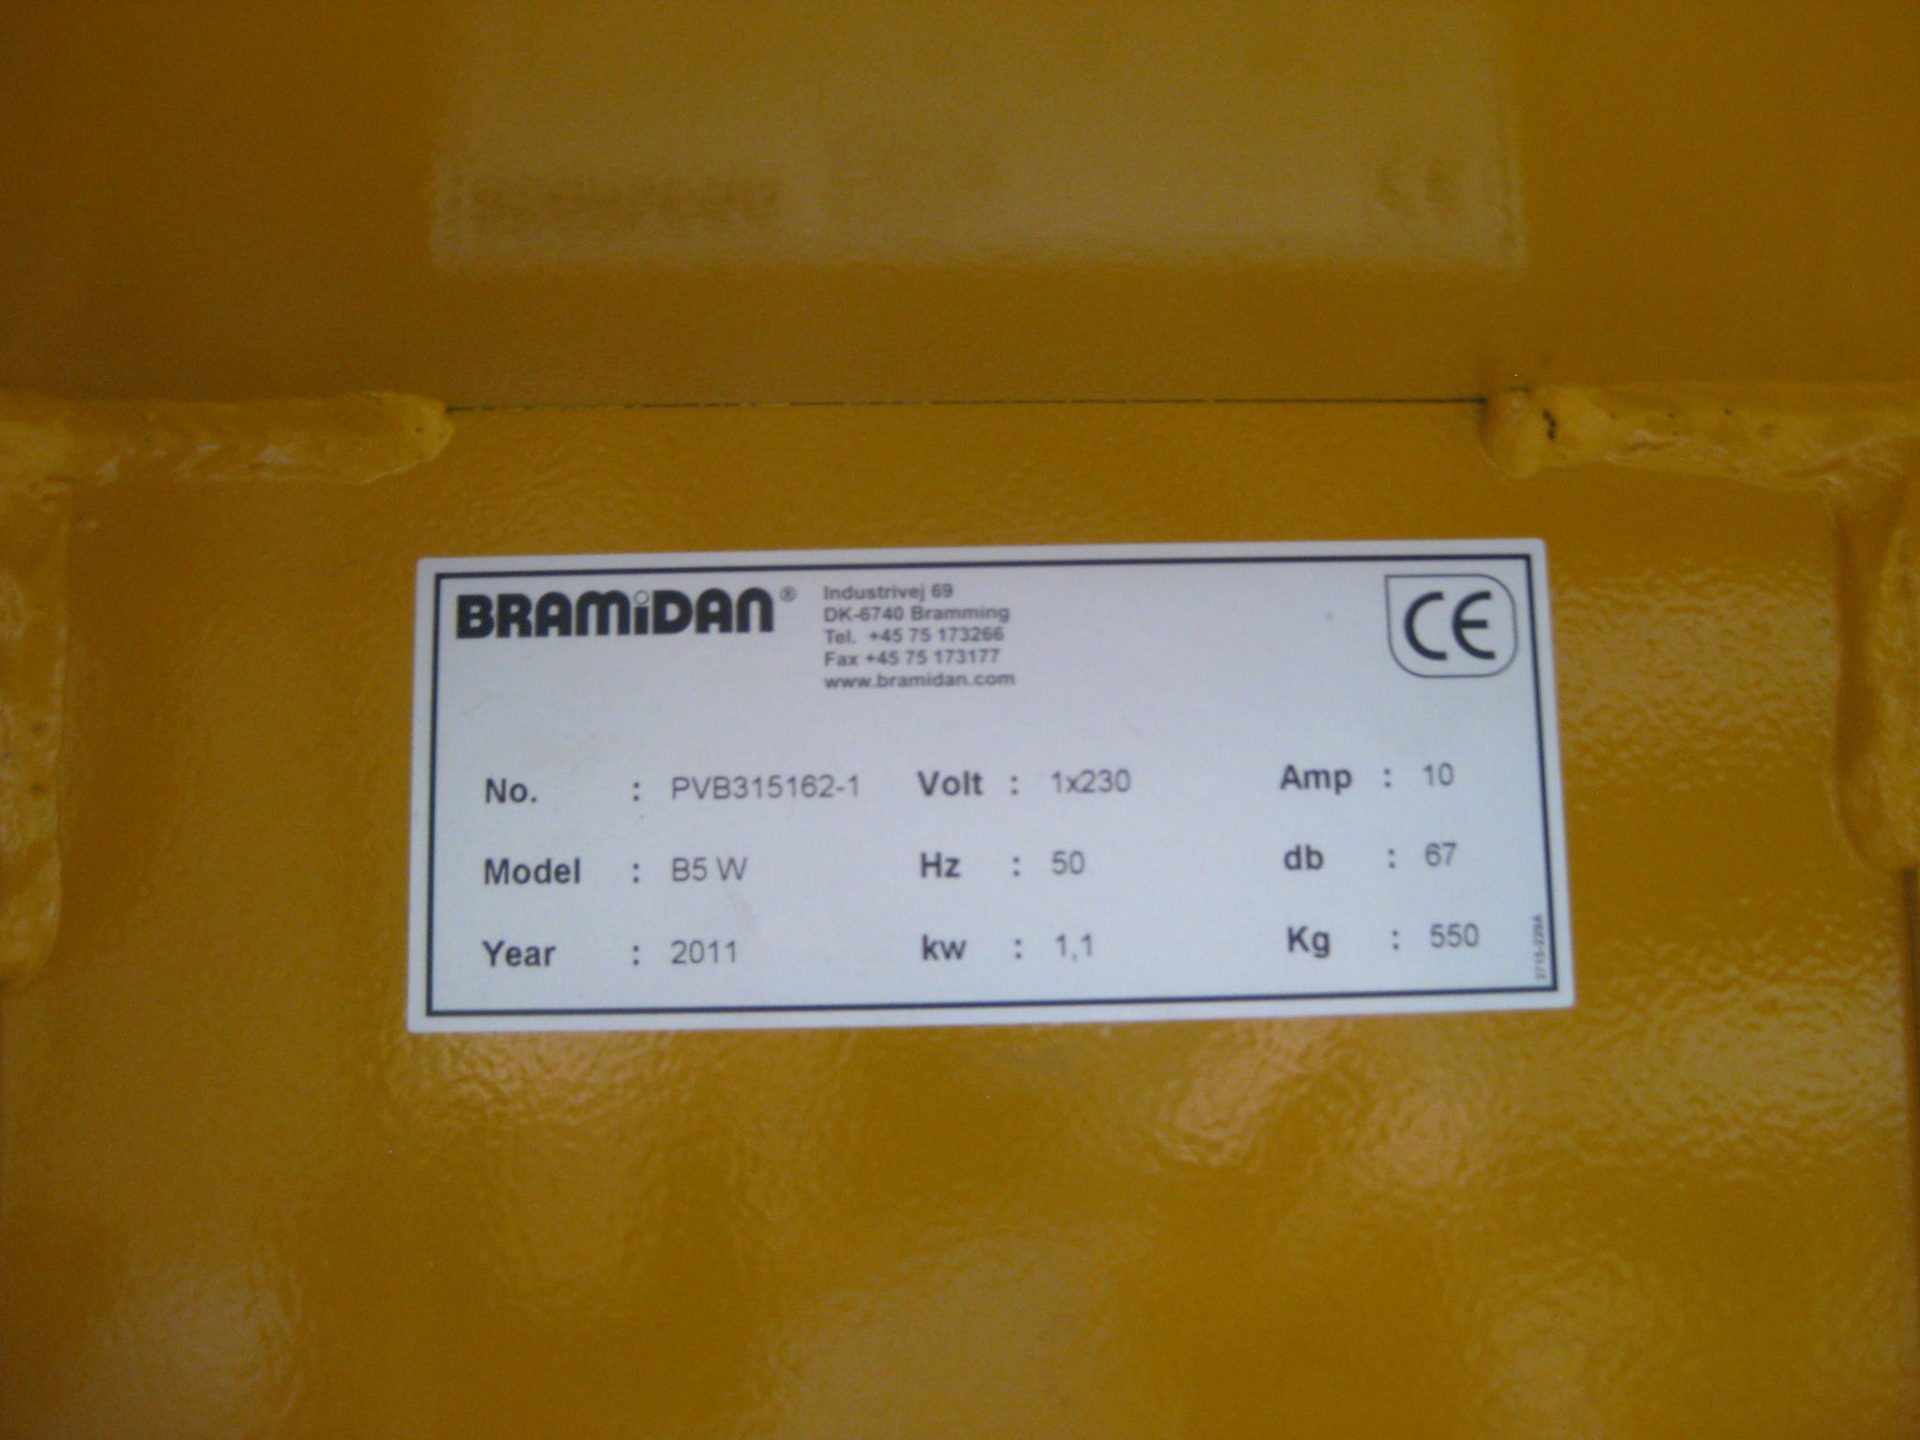 BRAMiDAN®
Industrivej 69
DK-6740 Bramming
Tel. +45 75 173266
Fax +45 75 173177
www.bramidan.com
CE
No. : PVB315162-1 Volt : 1x230 Amp : 10
Model : B5 W Hz : 50 db : 67
Year : 2011 kw : 1,1 Kg : 550